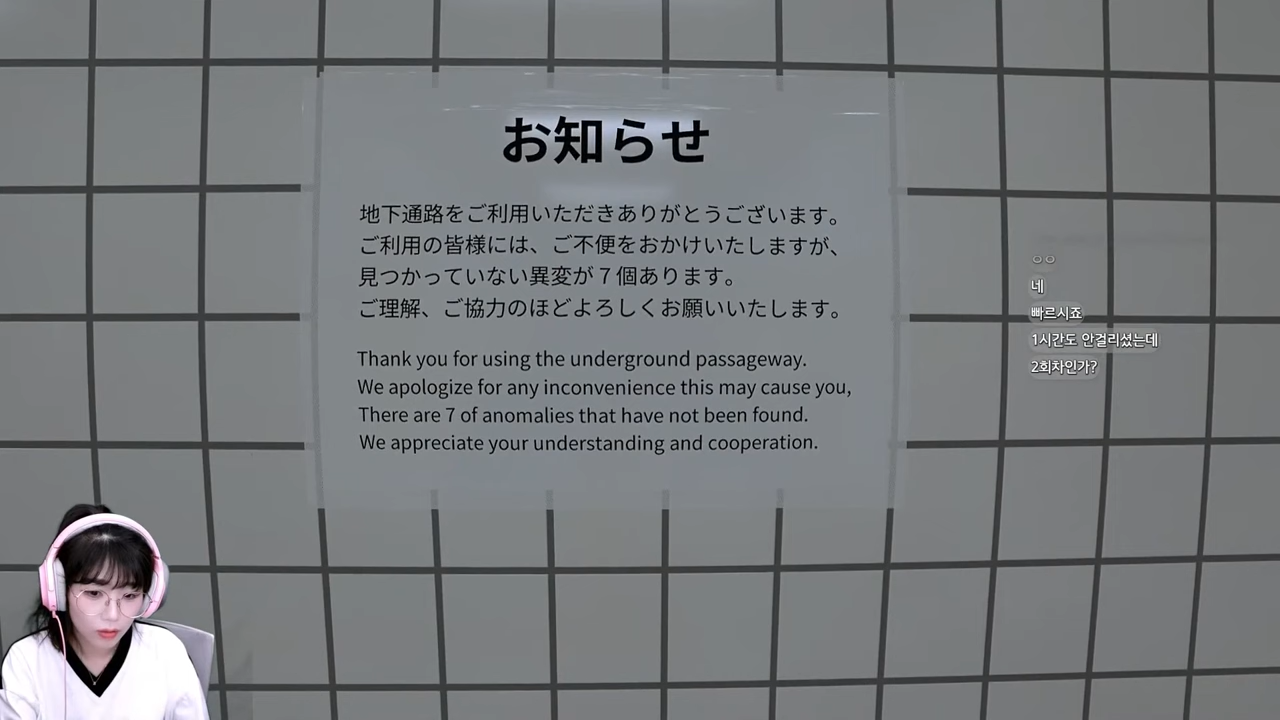 お知らせ
地下通路をご利用いただきありがとうございます。
ご利用の皆様には、ご不便をおかけいたしますが、
見つかっていない異変が７個あります。
ご理解、ご協力のほどよろしくお願いいたします。
Thank you for using the underground passageway.
We apologize for any inconvenience this may cause you,
There are 7 of anomalies that have not been found.
We appreciate your understanding and cooperation.
ㅇㅇ
네
빠르시죠
1시간도 안걸리셨는데
2회차인가?